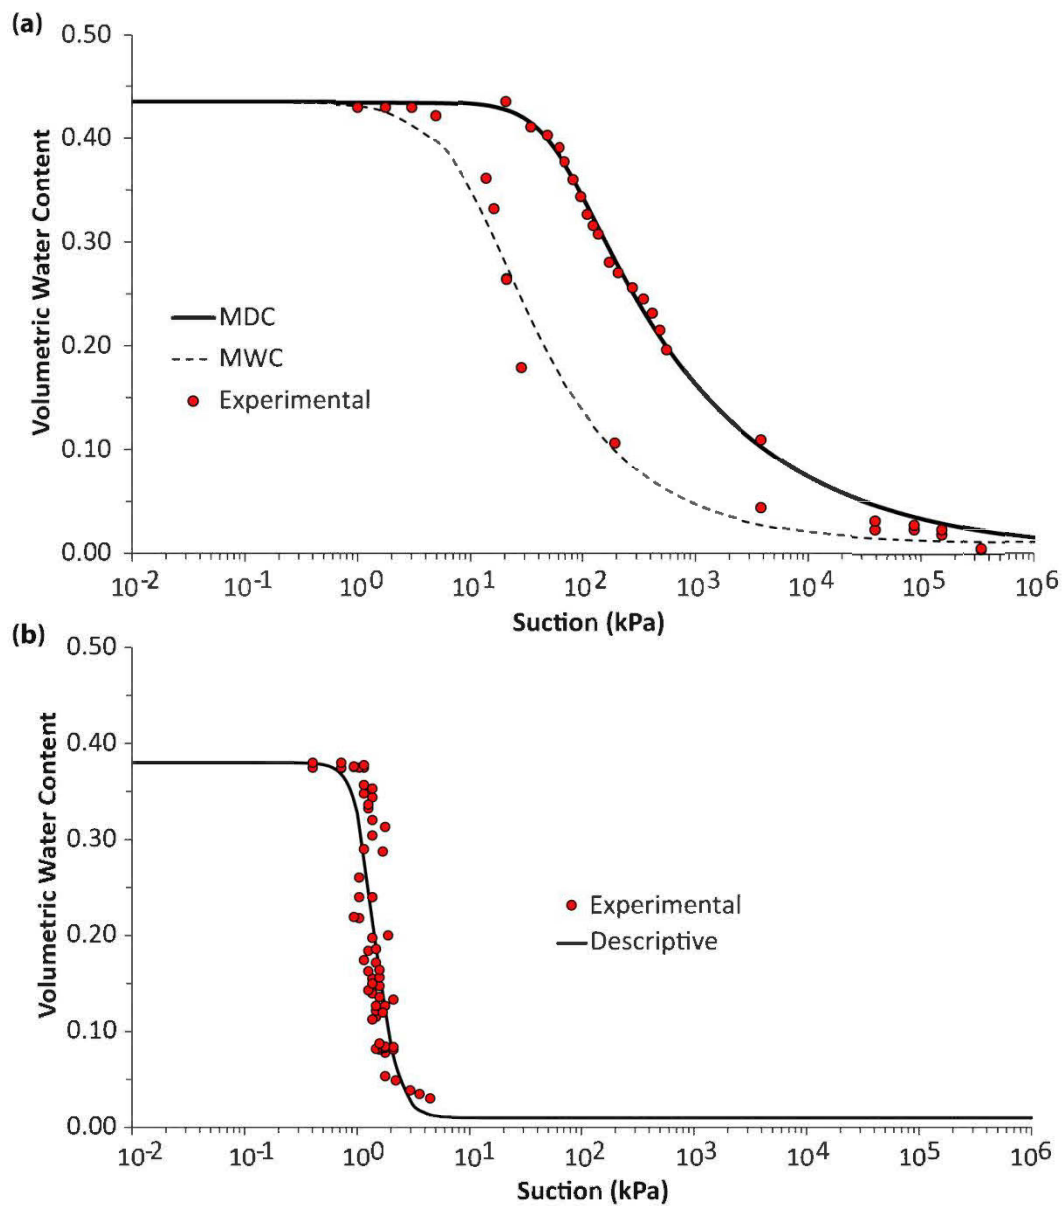 (a)
0.50
0.40
0.30
0.20
0.10
0.00
Volumetric Water Content
MDC
MWC
Experimental
10-2 10-1 100 101 102 103 104 105 106
Suction (kPa)
(b)
0.50
0.40
0.30
0.20
0.10
0.00
Volumetric Water Content
Experimental
Descriptive
10-2 10-1 100 101 102 103 104 105 106
Suction (kPa)